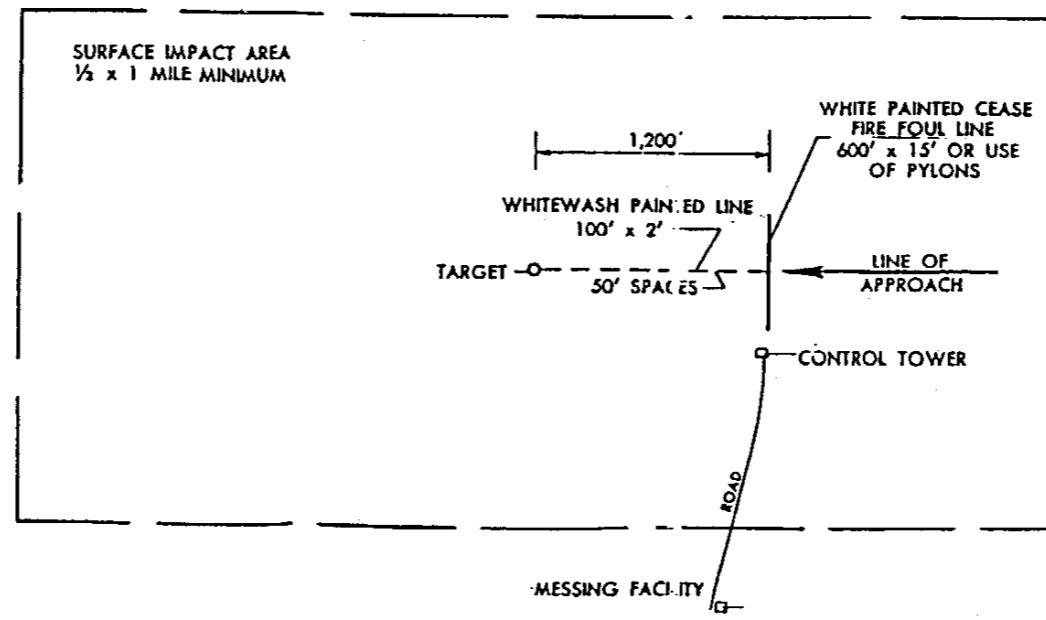 SURFACE IMPACT AREA
½ x 1 MILE MINIMUM
WHITE PAINTED CEASE
FIRE FOUL LINE
600' x 15' OR USE
OF PYLONS
1,200'
WHITEWASH PAINTED LINE
100' x 2'
TARGET
50' SPACES
LINE OF
APPROACH
CONTROL TOWER
ROAD
MESSING FACILITY